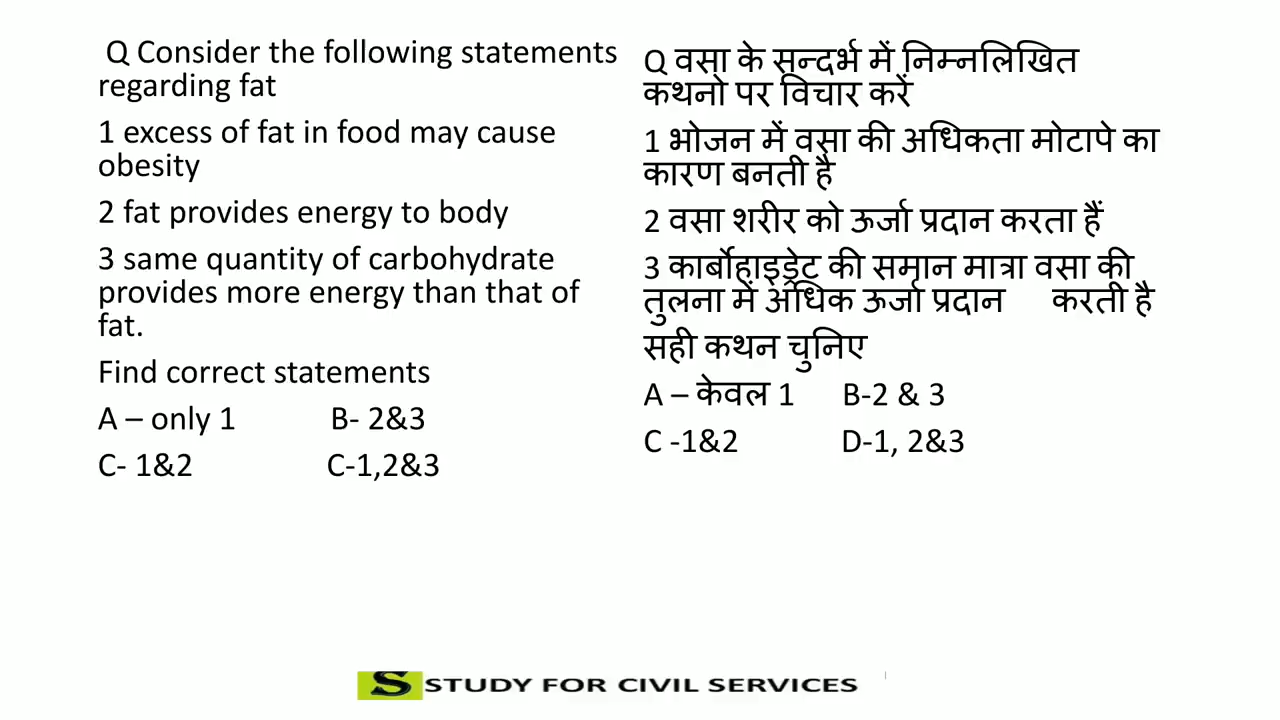 Q Consider the following statements
regarding fat
1 excess of fat in food may cause
obesity
2 fat provides energy to body
3 same quantity of carbohydrate
provides more energy than that of
fat.
Find correct statements
A – only 1 B- 2&3
C- 1&2 C-1,2&3
Q वसा के सन्दर्भ में निम्नलिखित
कथनो पर विचार करें
1 भोजन में वसा की अधिकता मोटापे का
कारण बनती है
2 वसा शरीर को ऊर्जा प्रदान करता हैं
3 कार्बोहाइड्रेट की समान मात्रा वसा की
तुलना में अधिक ऊर्जा प्रदान करती है
सही कथन चुनिए
A – केवल 1 B-2 & 3
C -1&2 D-1, 2&3
S STUDY FOR CIVIL SERVICES